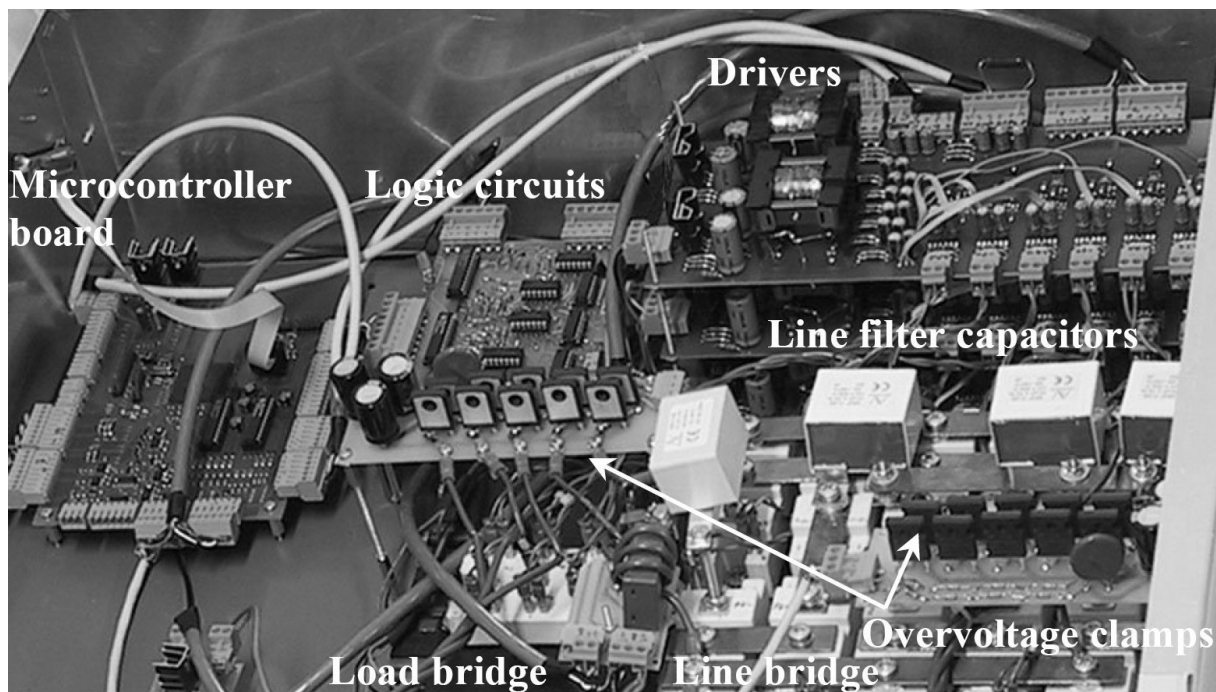 Drivers
Microcontroller
board
Logic circuits
Line filter capacitors
Overvoltage clamps
Load bridge
Line bridge